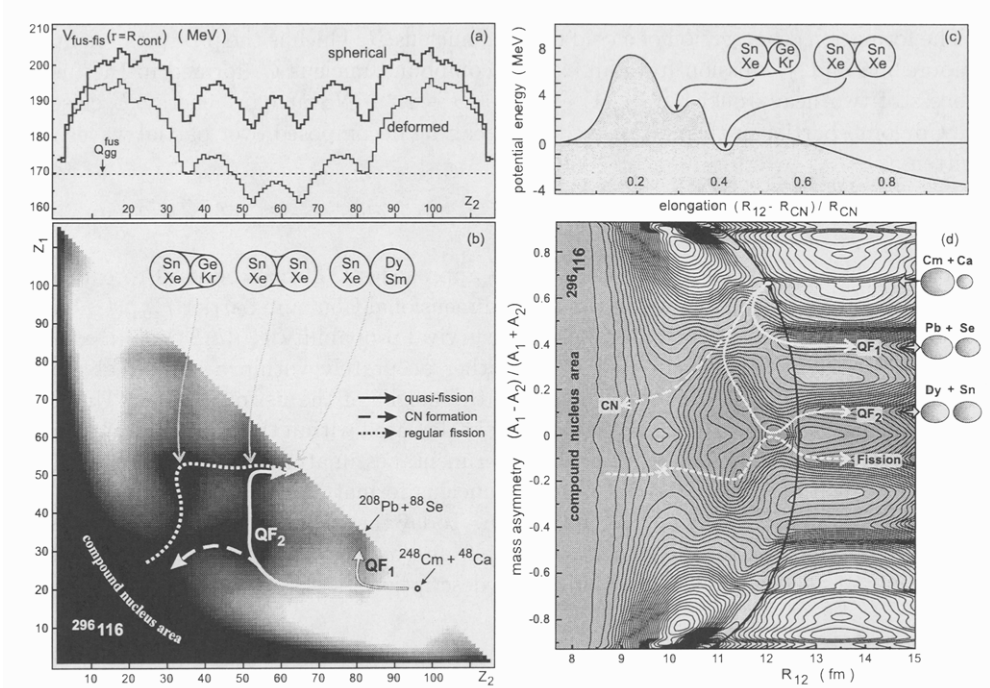 V_fus-fis (r=R_cont) ( MeV )
(a)
spherical
deformed
Q_gg^fus
210
200
190
180
170
160
10 20 30 40 50 60 70 80 90 100 Z_2
(b)
Z_1
Sn Xe Ge Kr
Sn Xe Sn Xe
Sn Xe Dy Sm
quasi-fission
CN formation
regular fission
100
90
80
70
60
50
40
30
20
10
208Pb+88Se
248Cm+48Ca
QF_2
QF_1
compound nucleus area
296 116
10 20 30 40 50 60 70 80 90 100 Z_2
(c)
potential energy ( MeV )
Sn Xe Ge Kr
Sn Xe Sn Xe
8
6
4
2
0
-4
0.2 0.4 0.6 0.8
elongation (R_12 - R_CN) / R_CN
(d)
mass asymmetry (A_1 - A_2) / (A_1 + A_2)
0.8
0.6
0.4
0.2
0
-0.2
-0.4
-0.6
-0.8
296 116
compound nucleus area
CN
QF_1
QF_2
Fission
Cm + Ca
Pb + Se
Dy + Sn
8 9 10 11 12 13 14 15
R_12 (fm)